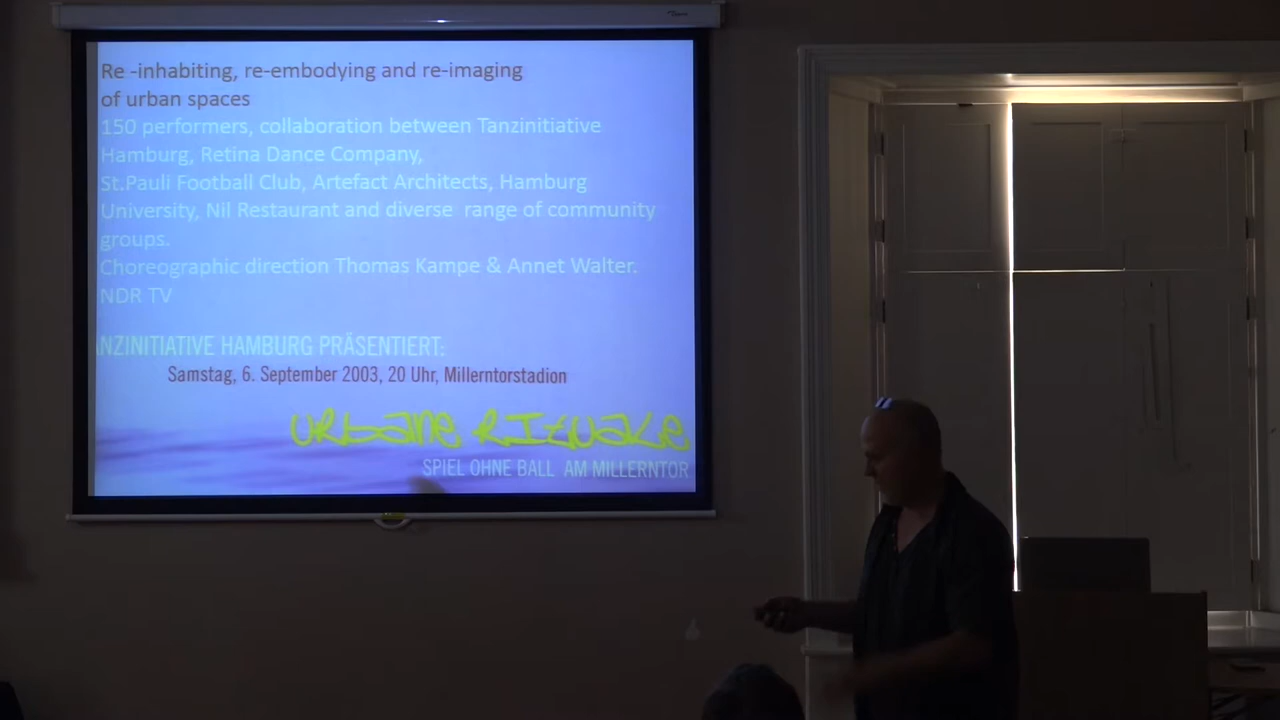 Re -inhabiting, re-embodying and re-imaging
of urban spaces
150 performers, collaboration between Tanzinitiative
Hamburg, Retina Dance Company,
St.Pauli Football Club, Artefact Architects, Hamburg
University, Nil Restaurant and diverse range of community
groups.
Choreographic direction Thomas Kampe & Annet Walter.
NDR TV
ANZINITIATIVE HAMBURG PRÄSENTIERT:
Samstag, 6. September 2003, 20 Uhr, Millerntorstadion
URbane RItuale
SPIEL OHNE BALL AM MILLERNTOR